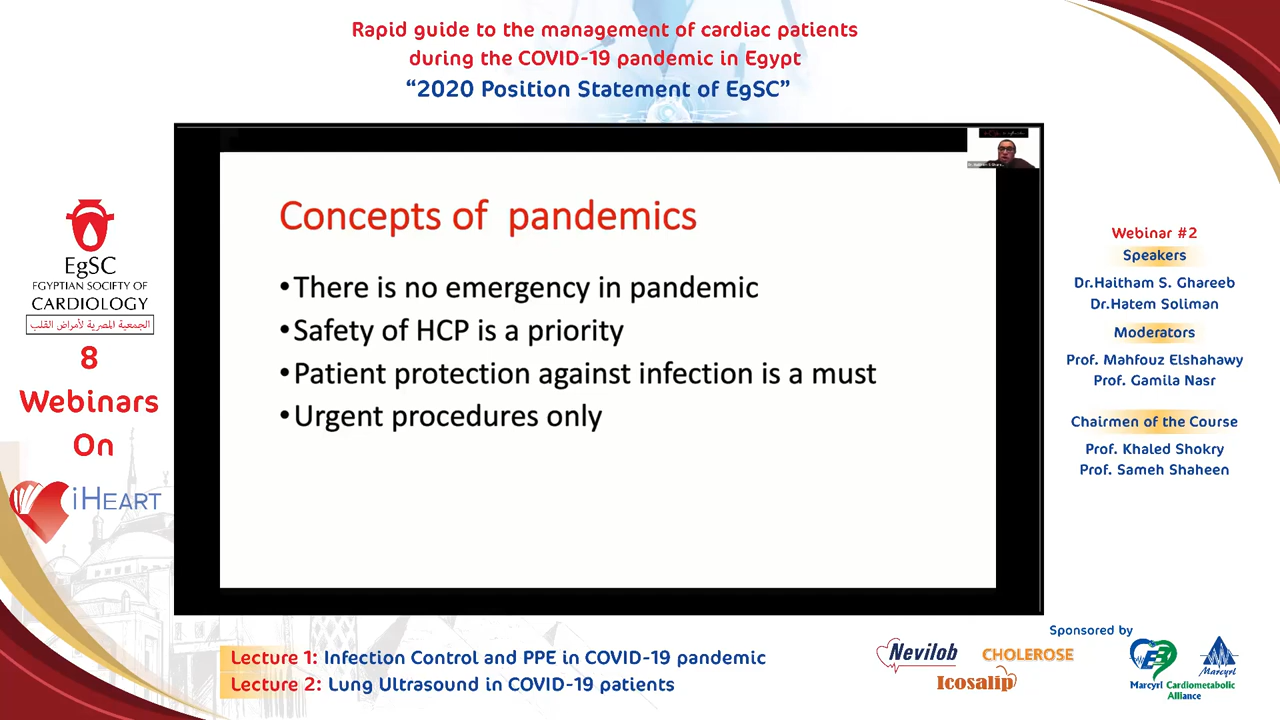 Rapid guide to the management of cardiac patients
during the COVID-19 pandemic in Egypt
“2020 Position Statement of EgSC”
EgSC
EGYPTIAN SOCIETY OF
CARDIOLOGY
الجمعية المصرية لأمراض القلب
8
Webinars
On
iHEART
Concepts of pandemics
•There is no emergency in pandemic
•Safety of HCP is a priority
•Patient protection against infection is a must
•Urgent procedures only
Webinar #2
Speakers
Dr.Haitham S. Ghareeb
Dr.Hatem Soliman
Moderators
Prof. Mahfouz Elshahawy
Prof. Gamila Nasr
Chairmen of the Course
Prof. Khaled Shokry
Prof. Sameh Shaheen
Lecture 1: Infection Control and PPE in COVID-19 pandemic
Lecture 2: Lung Ultrasound in COVID-19 patients
Nevilob
CHOLEROSE
Icosalip
Sponsored by
Marcyrl Cardiometabolic
Alliance
Marcyrl